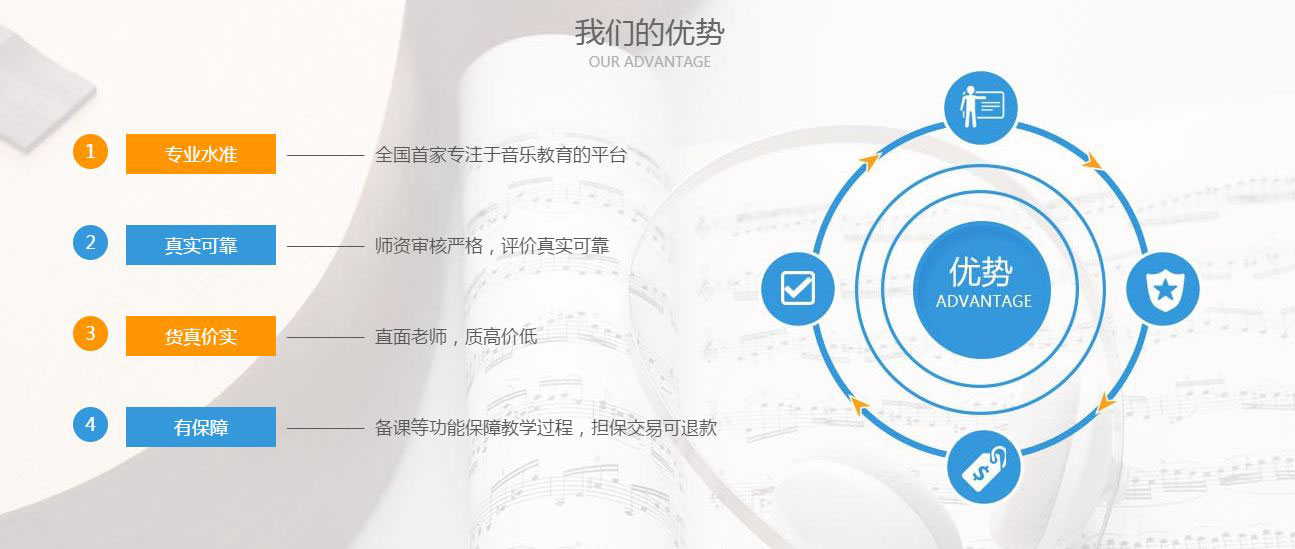 我们的优势
OUR ADVANTAGE
1 专业水准 全国首家专注于音乐教育的平台
2 真实可靠 师资审核严格，评价真实可靠
3 货真价实 直面老师，质高价低
4 有保障 备课等功能保障教学过程，担保交易可退款
优势
ADVANTAGE
$